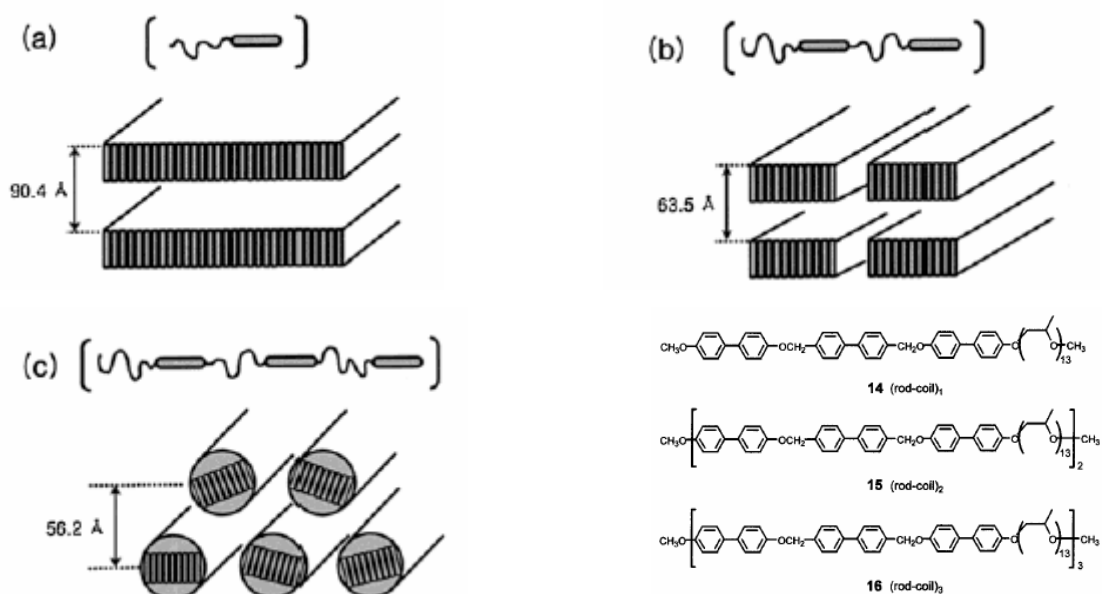 (a)
90.4 Å
(b)
63.5 Å
(c)
56.2 Å
CH₃O OCH₂ CH₂O O O CH₃
13
14 (rod-coil)₁
CH₃O OCH₂ CH₂O O O CH₃
13
2
15 (rod-coil)₂
CH₃O OCH₂ CH₂O O O CH₃
13
3
16 (rod-coil)₃